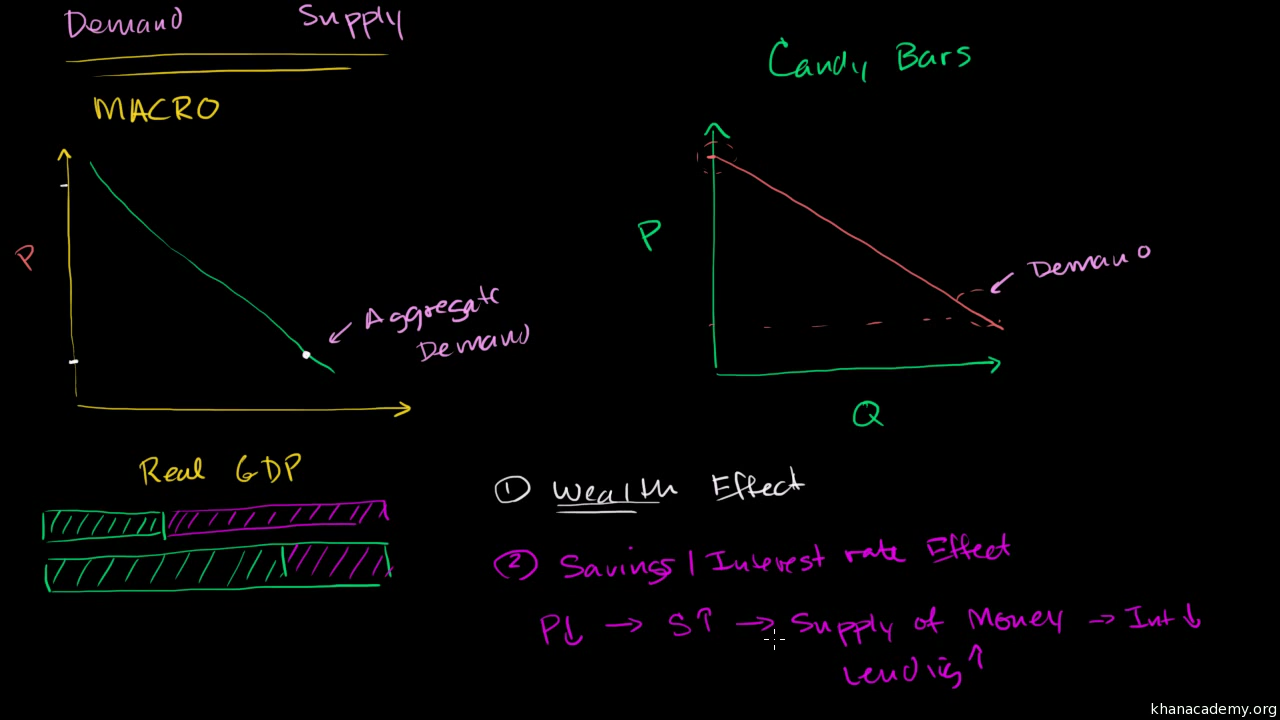 Demand Supply
MACRO
P
Aggregate
Demand
Real GDP
Candy Bars
P
Demand
Q
① Wealth Effect
② Savings / Interest rate Effect
P↓ → S↑ → Supply of Money → Int ↓
Lending ↑
khanacademy.org